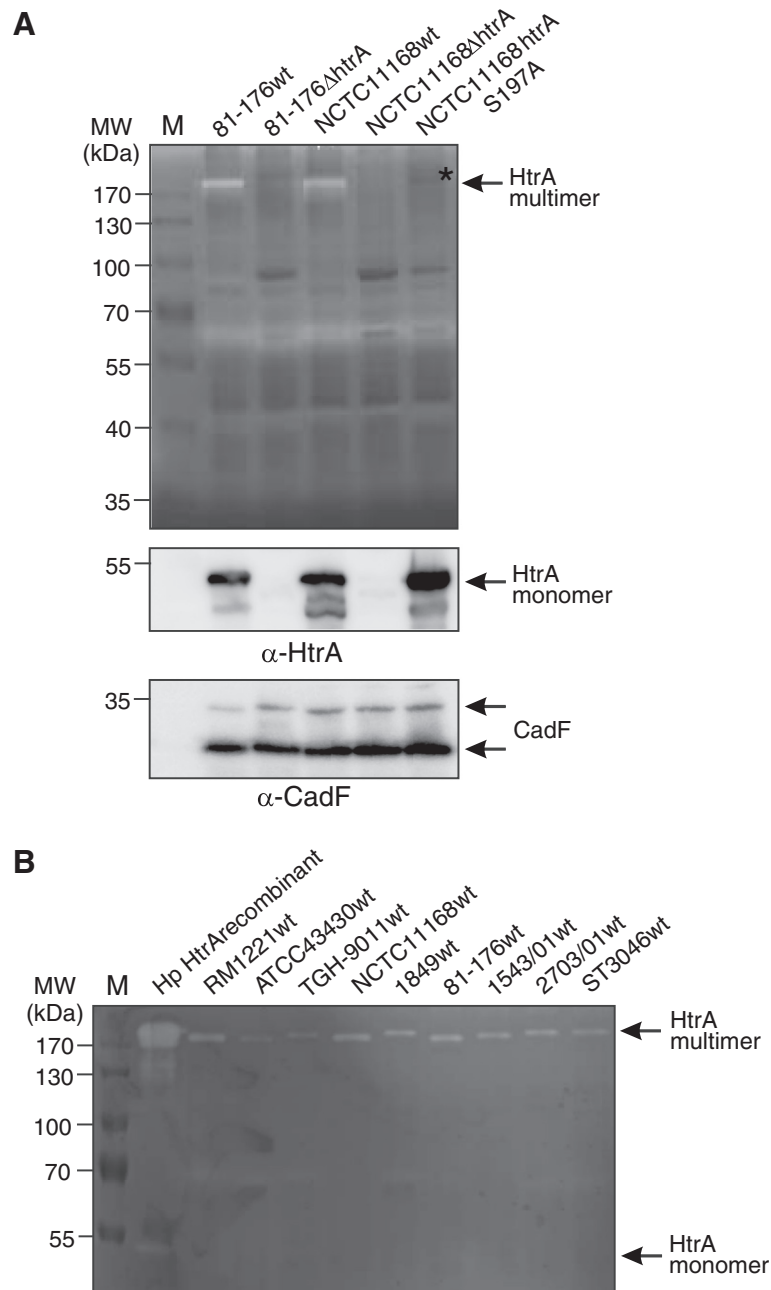 A
MW
(kDa)
M
81-176wt
81-176ΔhtrA
NCTC11168wt
NCTC11168ΔhtrA
NCTC11168htrA
S197A
170
130
100
70
55
40
35
*
HtrA
multimer
55
HtrA
monomer
α-HtrA
35
CadF
α-CadF
B
MW
(kDa)
M
Hp HtrArecombinant
RM1221wt
ATCC43430wt
TGH-9011wt
NCTC11168wt
1849wt
81-176wt
1543/01wt
2703/01wt
ST3046wt
170
130
100
70
55
HtrA
multimer
HtrA
monomer